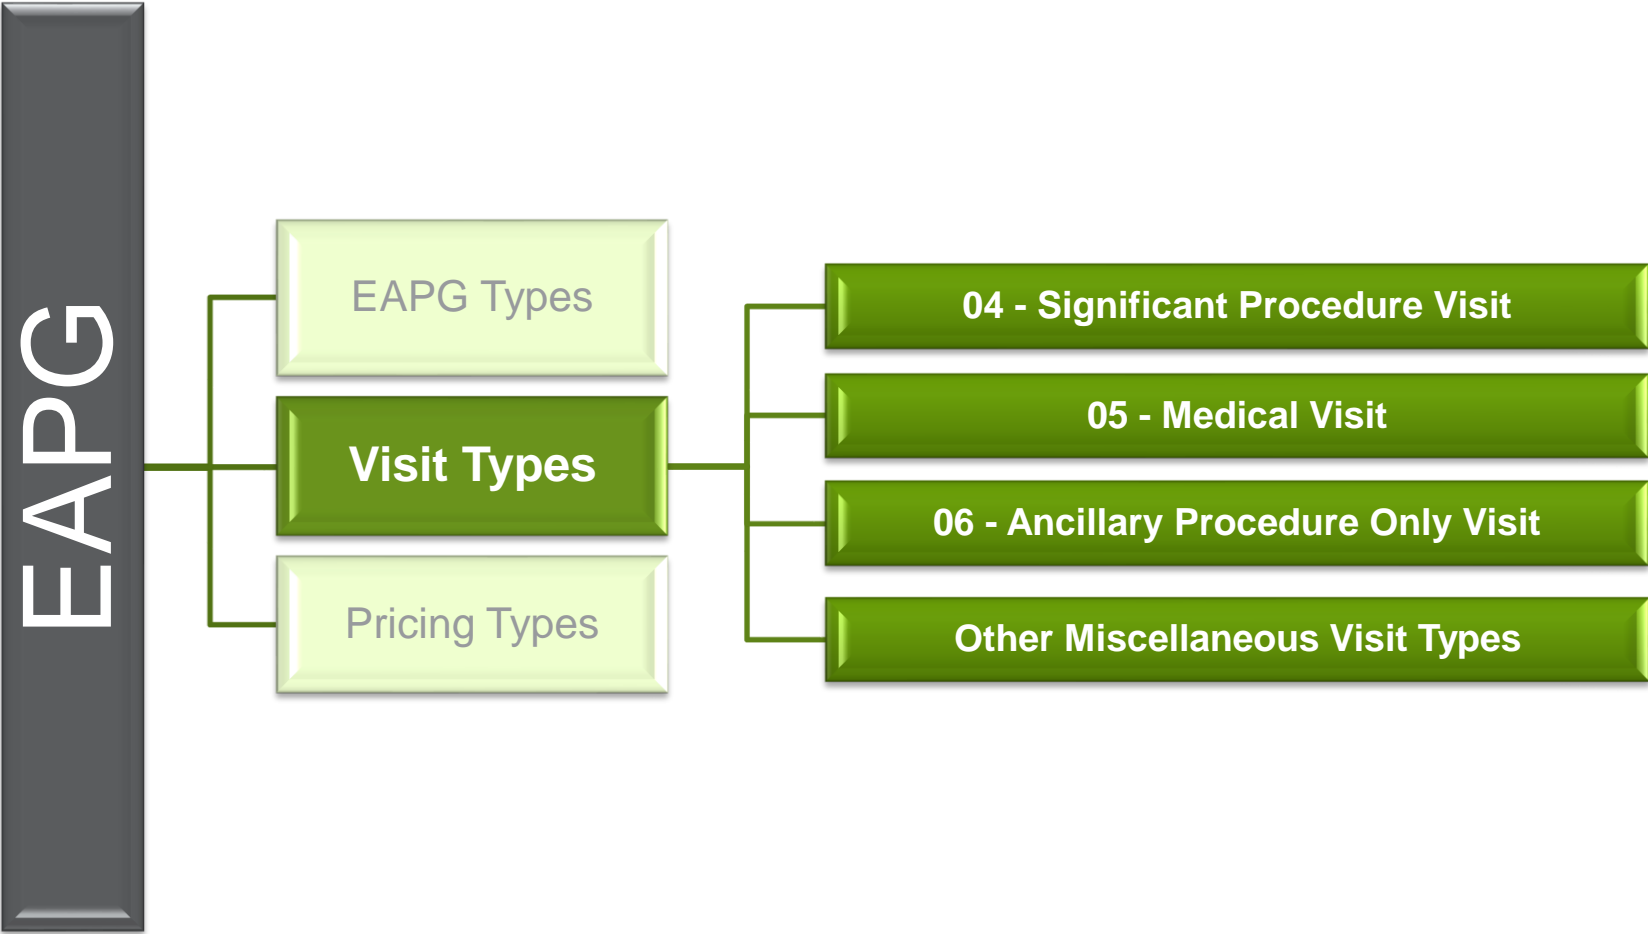 EAPG
EAPG Types
Visit Types
Pricing Types
04 - Significant Procedure Visit
05 - Medical Visit
06 - Ancillary Procedure Only Visit
Other Miscellaneous Visit Types